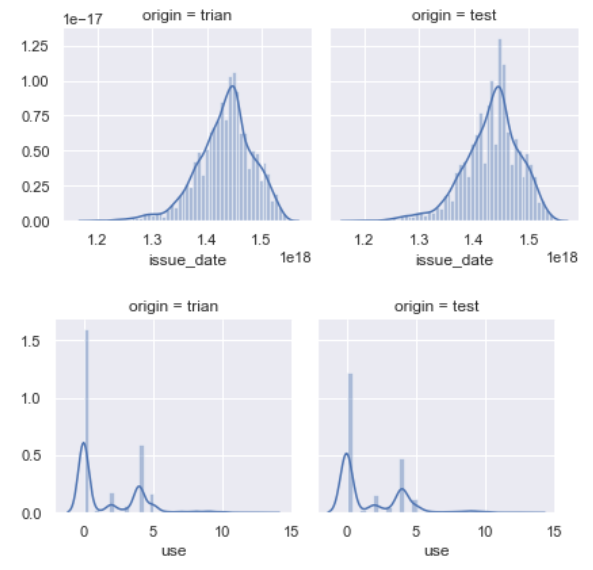 1e−17
origin = trian
origin = test
1.25
1.00
0.75
0.50
0.25
0.00
1.2 1.3 1.4 1.5
1.2 1.3 1.4 1.5
issue_date
1e18
issue_date
1e18
origin = trian
origin = test
1.5
1.0
0.5
0.0
0 5 10 15
0 5 10 15
use
use